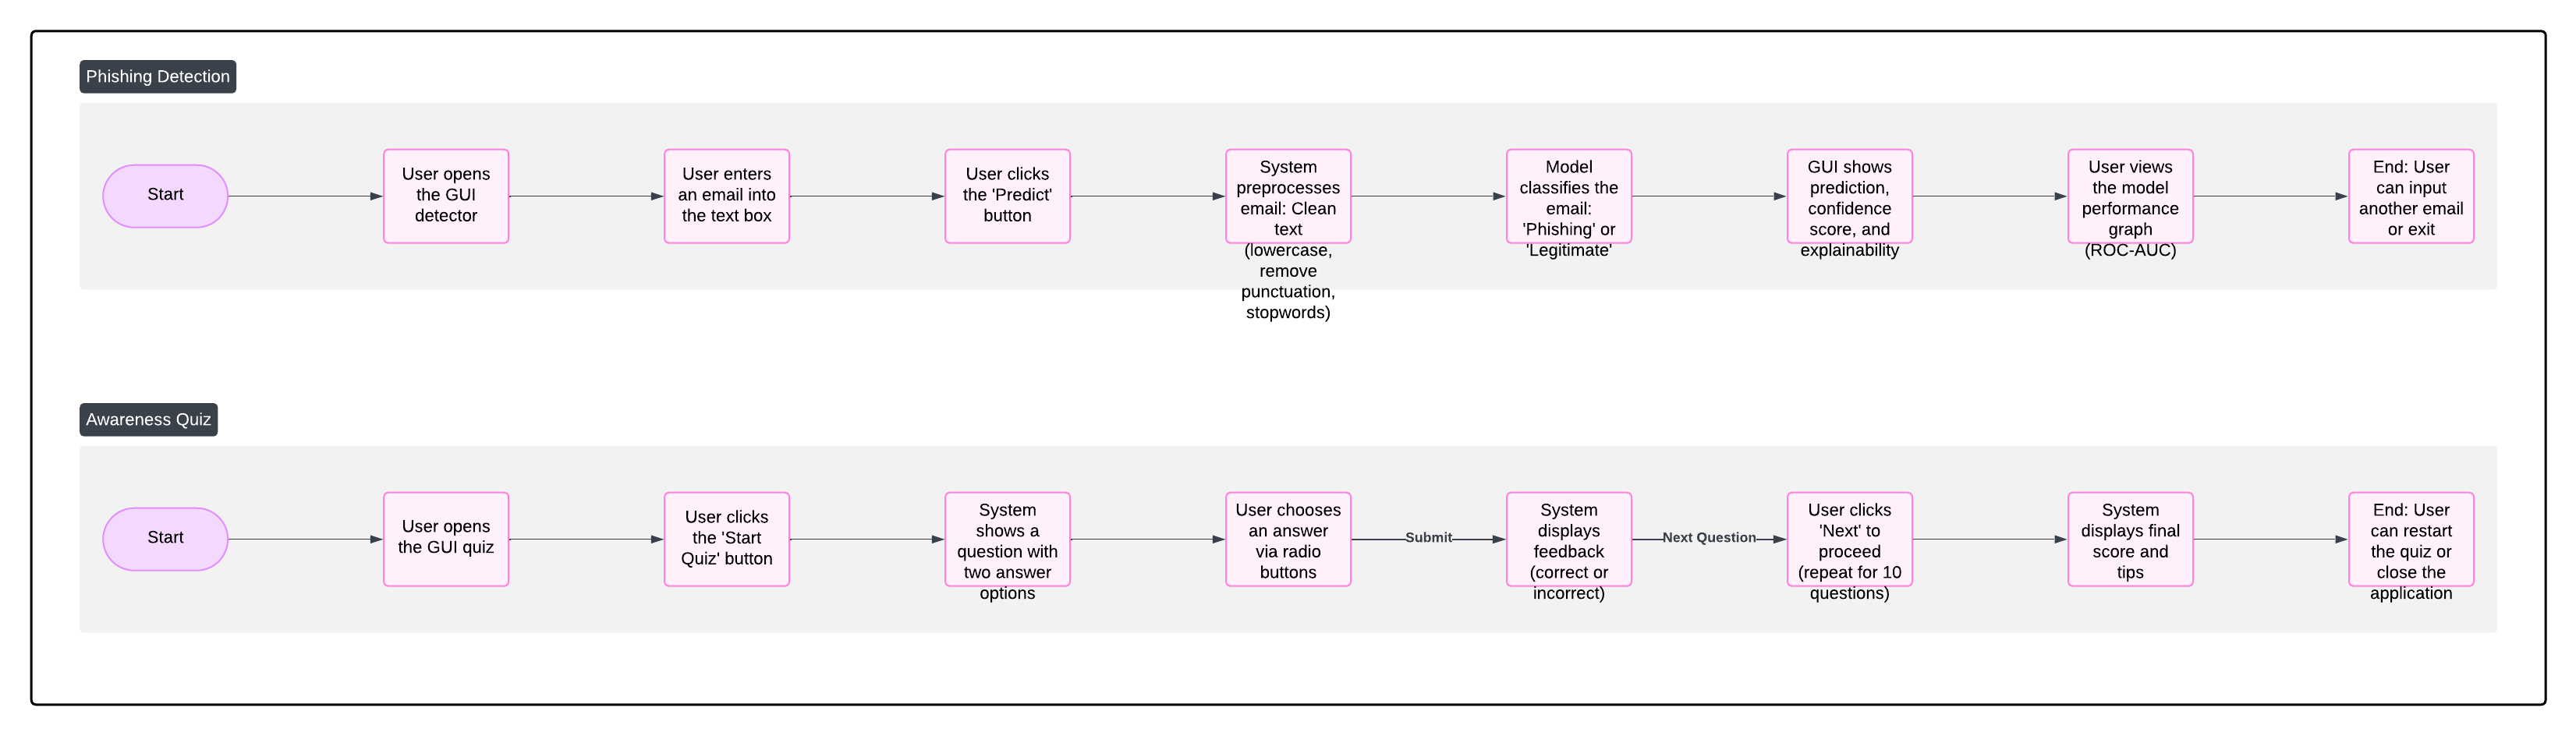 Phishing Detection
Start
User opens
the GUI
detector
User enters
an email into
the text box
User clicks
the 'Predict'
button
System
preprocesses
email: Clean
text
(lowercase,
remove
punctuation,
stopwords)
Model
classifies the
email:
'Phishing' or
'Legitimate'
GUI shows
prediction,
confidence
score, and
explainability
User views
the model
performance
graph
(ROC-AUC)
End: User
can input
another email
or exit
Awareness Quiz
Start
User opens
the GUI quiz
User clicks
the 'Start
Quiz' button
System
shows a
question with
two answer
options
User chooses
an answer
via radio
buttons
Submit
System
displays
feedback
(correct or
incorrect)
Next Question
User clicks
'Next' to
proceed
(repeat for 10
questions)
System
displays final
score and
tips
End: User
can restart
the quiz or
close the
application